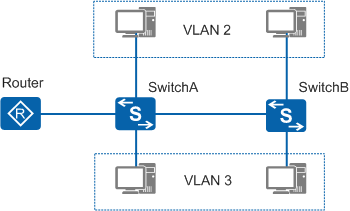 VLAN 2
Router
SwitchA
SwitchB
R
S
S
VLAN 3